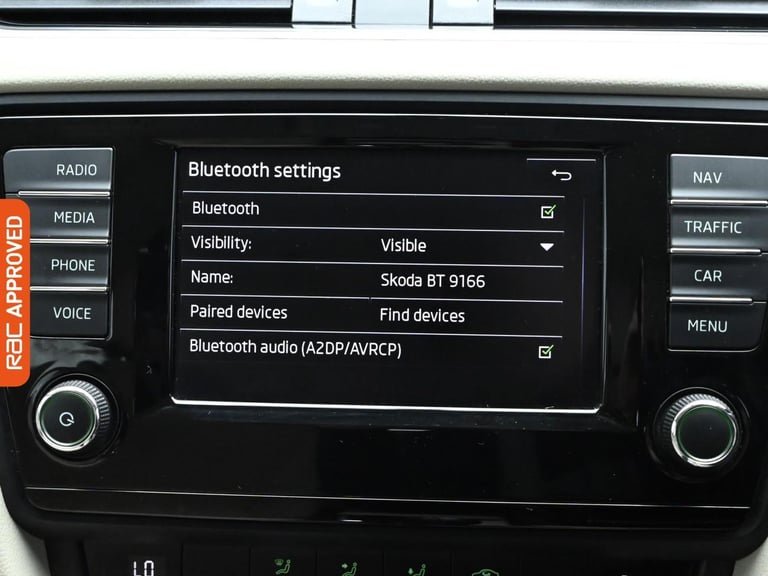 RADIO
MEDIA
PHONE
VOICE
Bluetooth settings
Bluetooth
Visibility: Visible
Name: Skoda BT 9166
Paired devices Find devices
Bluetooth audio (A2DP/AVRCP)
NAV
TRAFFIC
CAR
MENU
rac APPROVED
LO